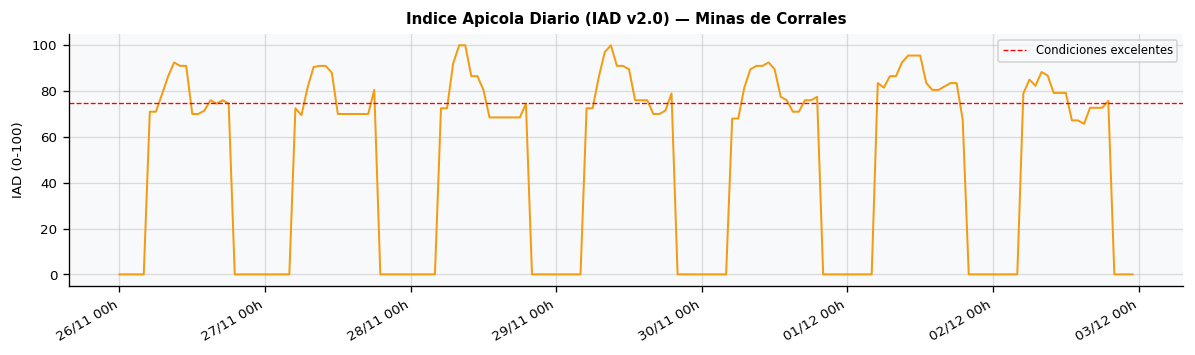 Indice Apicola Diario (IAD v2.0) — Minas de Corrales
Condiciones excelentes
IAD (0-100)
100
80
60
40
20
0
26/11 00h
27/11 00h
28/11 00h
29/11 00h
30/11 00h
01/12 00h
02/12 00h
03/12 00h